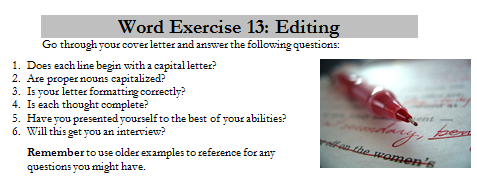 Word Exercise 13: Editing
Go through your cover letter and answer the following questions:
1. Does each line begin with a capital letter?
2. Are proper nouns capitalized?
3. Is your letter formatting correctly?
4. Is each thought complete?
5. Have you presented yourself to the best of your abilities?
6. Will this get you an interview?
Remember to use older examples to reference for any
questions you might have.
secondary,
the women's